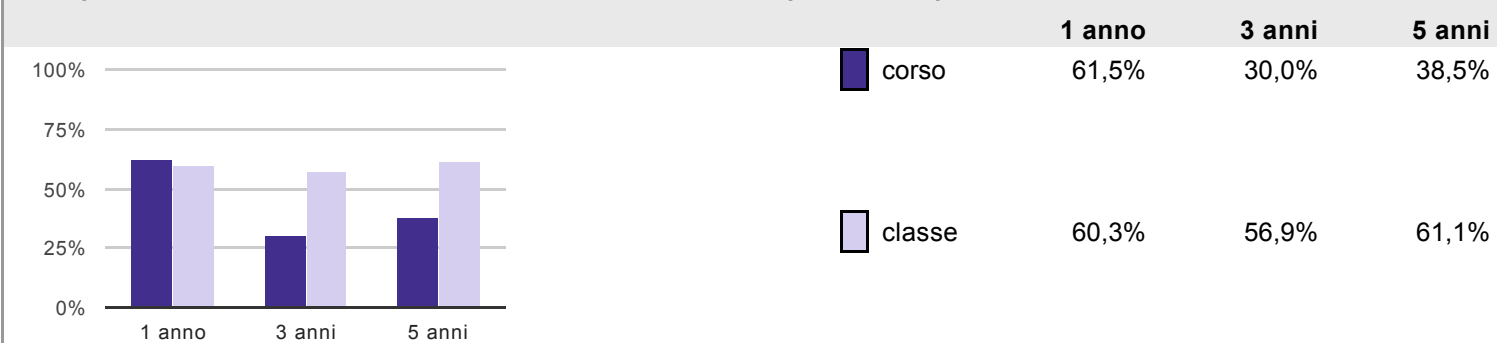 1 anno 3 anni 5 anni
100%
75%
50%
25%
0%
1 anno 3 anni 5 anni
corso 61,5% 30,0% 38,5%
classe 60,3% 56,9% 61,1%